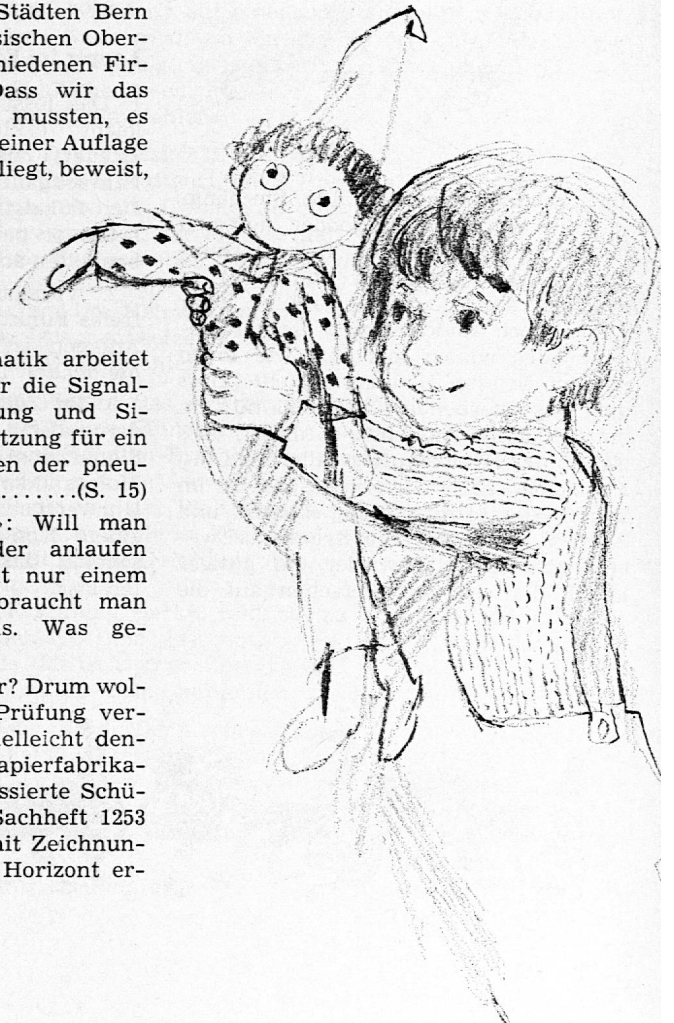 Städten Bern
sischen Ober-
hiedenen Fir-
Dass wir das
mussten, es
einer Auflage
liegt, beweist,
natik arbeitet
r die Signal-
ung und Si-
tzung für ein
en der pneu-
.......(S. 15)
: Will man
der anlaufen
t nur einem
braucht man
s. Was ge-
r? Drum wol-
Prüfung ver-
elleicht den-
apierfabrika-
ssierte Schü-
Sachheft 1253
nit Zeichnun-
Horizont er-